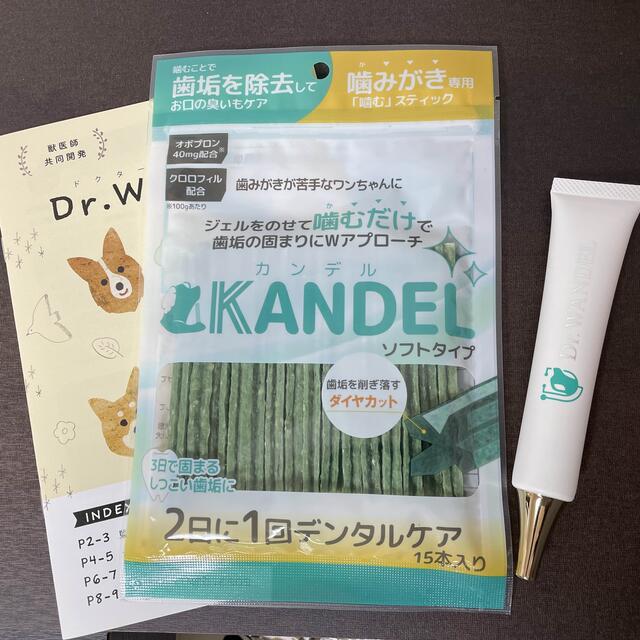 獣医師
共同開発
ドクター
Dr.W
INDEX
P2-3
P4-5
P6-7
P8-9
噛むことで
歯垢を除去して
お口の臭いもケア
か
噛みがき専用
「噛む」スティック
オボプロン
40mg配合※
クロロフィル
配合
※100gあたり
歯みがきが苦手なワンちゃんに
か
ジェルをのせて噛むだけで
歯垢の固まりにWアプローチ
カンデル
KANDEL
ソフトタイプ
歯垢を削ぎ落す
ダイヤカット
3日で固まる
しつこい歯垢に
2日に1回デンタルケア
15本入り
Dr.WANDEL